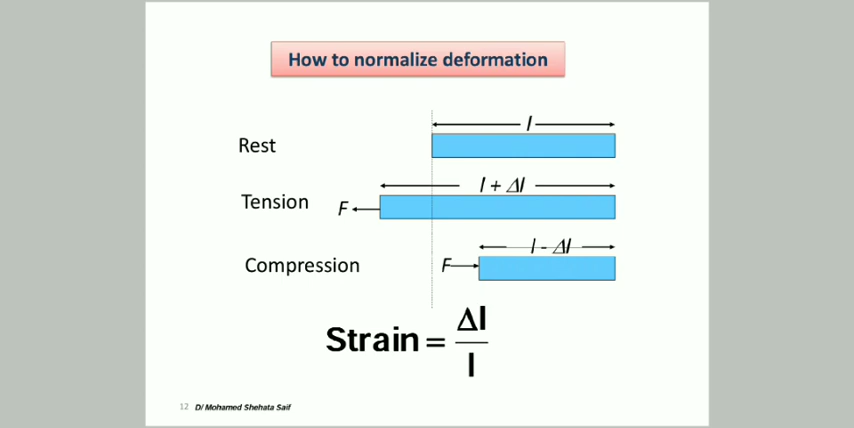 How to normalize deformation
l
Rest
l + Δl
Tension
F
l - Δl
Compression
F
Strain = Δl
l
12 D/ Mohamed Shehata Saif